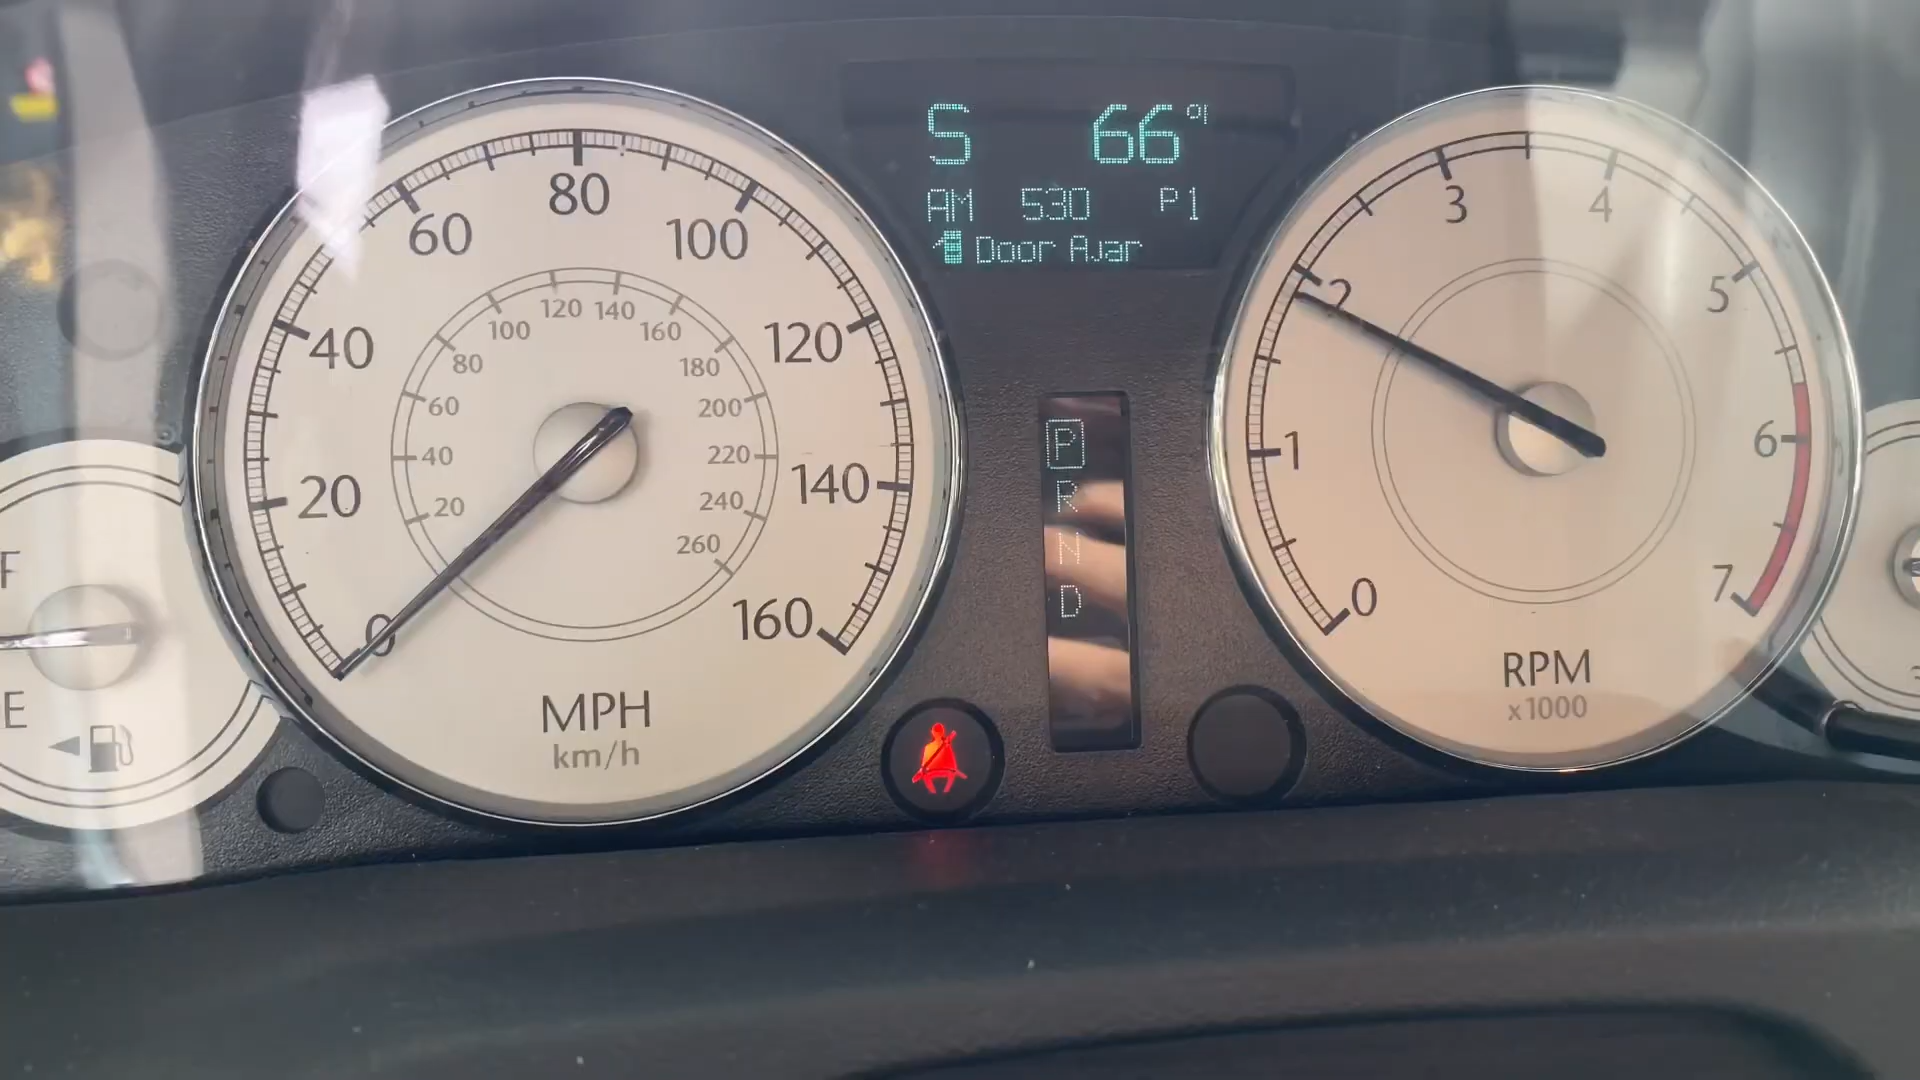 S 66°F
AM 530 P1
Door Ajar
0 20 40 60 80 100 120 140 160
20 40 60 80 100 120 140 160 180 200 220 240 260
MPH
km/h
P
R
N
D
0 1 2 3 4 5 6 7
RPM
x1000
F
E